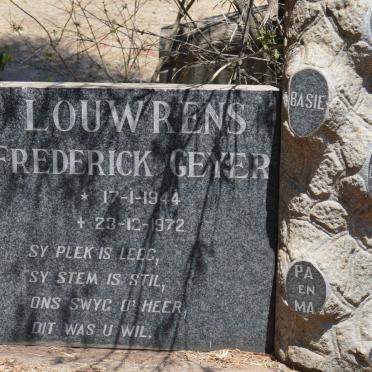 LOUWRENS
FREDERICK GEYER
* 17-1-1944
+ 23-12-1972
SY PLEK IS LEEG,
SY STEM IS STIL,
ONS SWYG O' HEER,
DIT WAS U WIL.
BASIE
PA
EN
MA